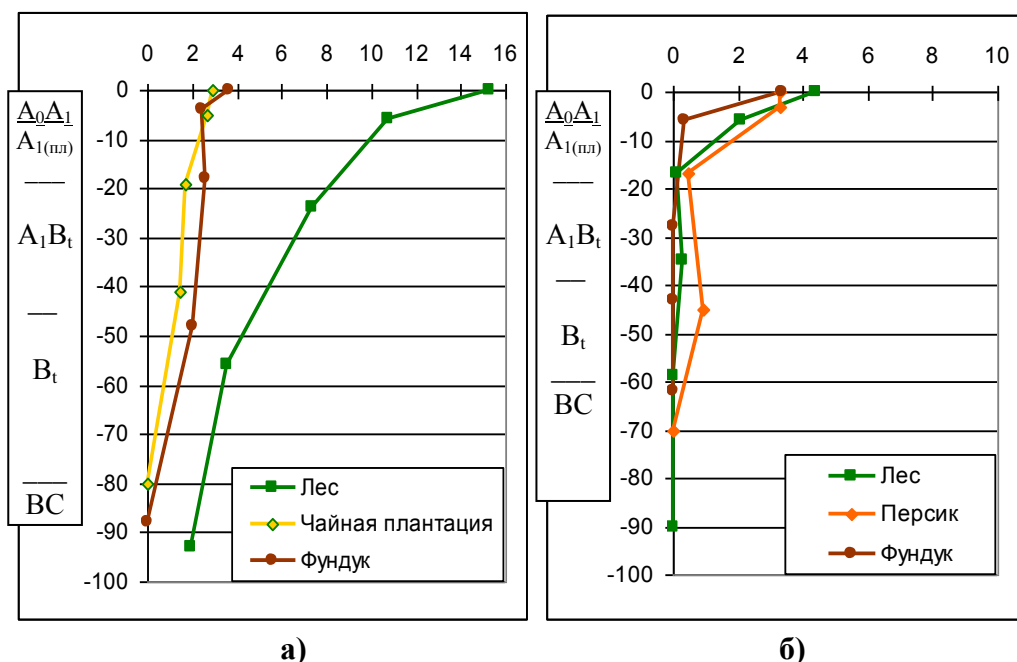 0 2 4 6 8 10 12 14 16
0
-10
-20
-30
-40
-50
-60
-70
-80
-90
-100
A0A1
A1(пл)
A1Bt
Bt
BC
Лес
Чайная плантация
Фундук
а)
0 2 4 6 8 10
0
-10
-20
-30
-40
-50
-60
-70
-80
-90
-100
A0A1
A1(пл)
A1Bt
Bt
BC
Лес
Персик
Фундук
б)